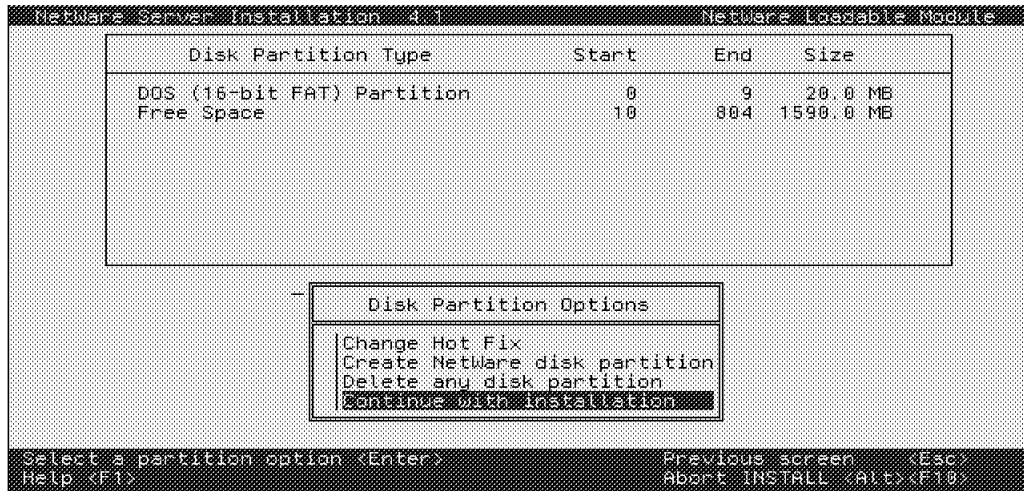 NetWare Server Installation 4.1 NetWare Loadable Module
Disk Partition Type Start End Size
DOS (16-bit FAT) Partition 0 9 20.0 MB
Free Space 10 804 1590.0 MB
Disk Partition Options
Change Hot Fix
Create NetWare disk partition
Delete any disk partition
Continue with installation
Select a partition option <Enter> Previous screen <Esc>
Help <F1> Abort INSTALL <Alt><F10>